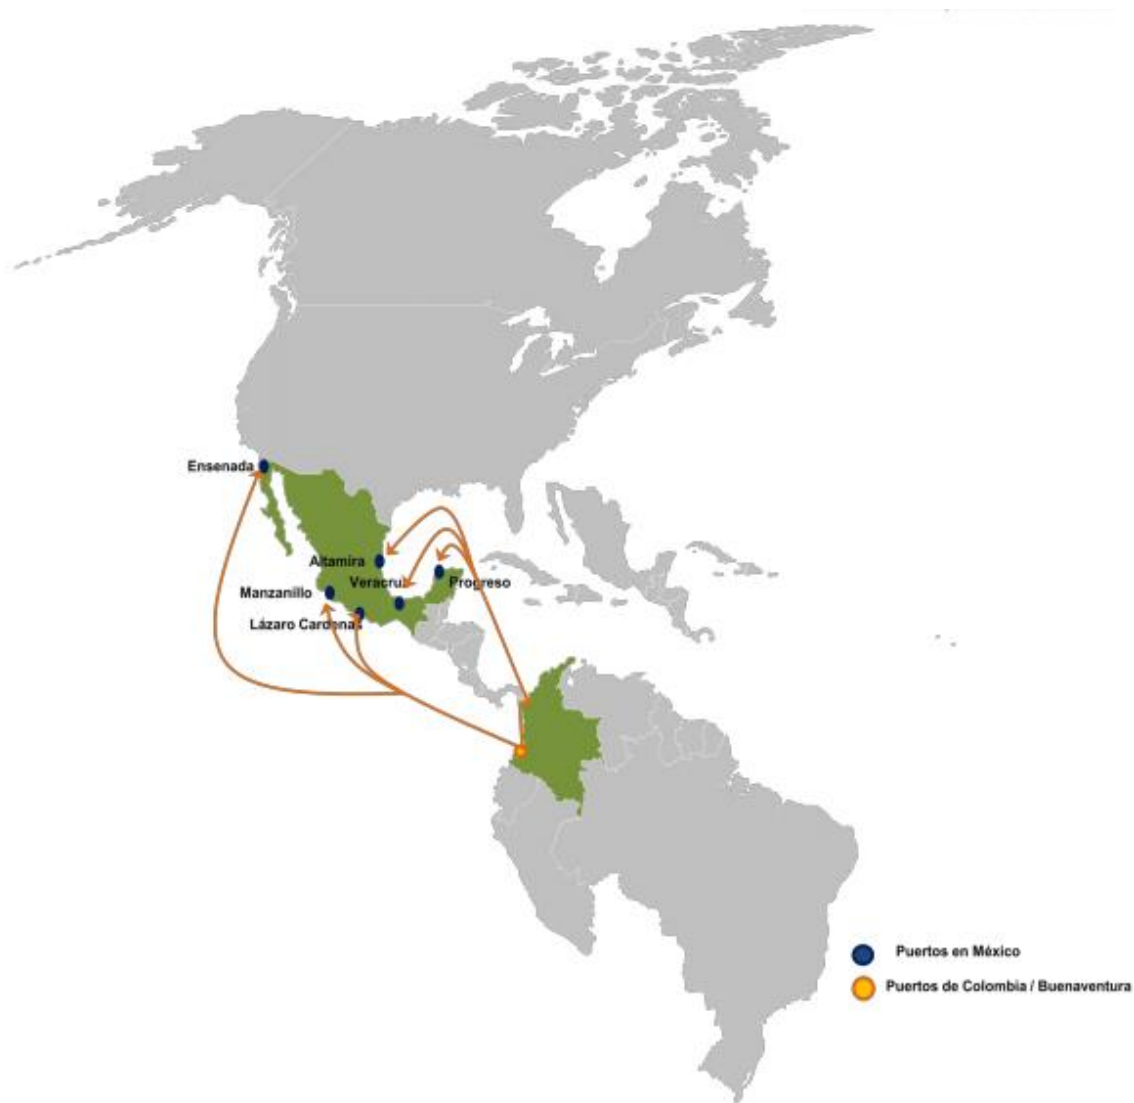 Ensenada
Altamira
Veracruz
Progreso
Manzanillo
Lázaro Cardenas
Puertos en México
Puertos de Colombia / Buenaventura